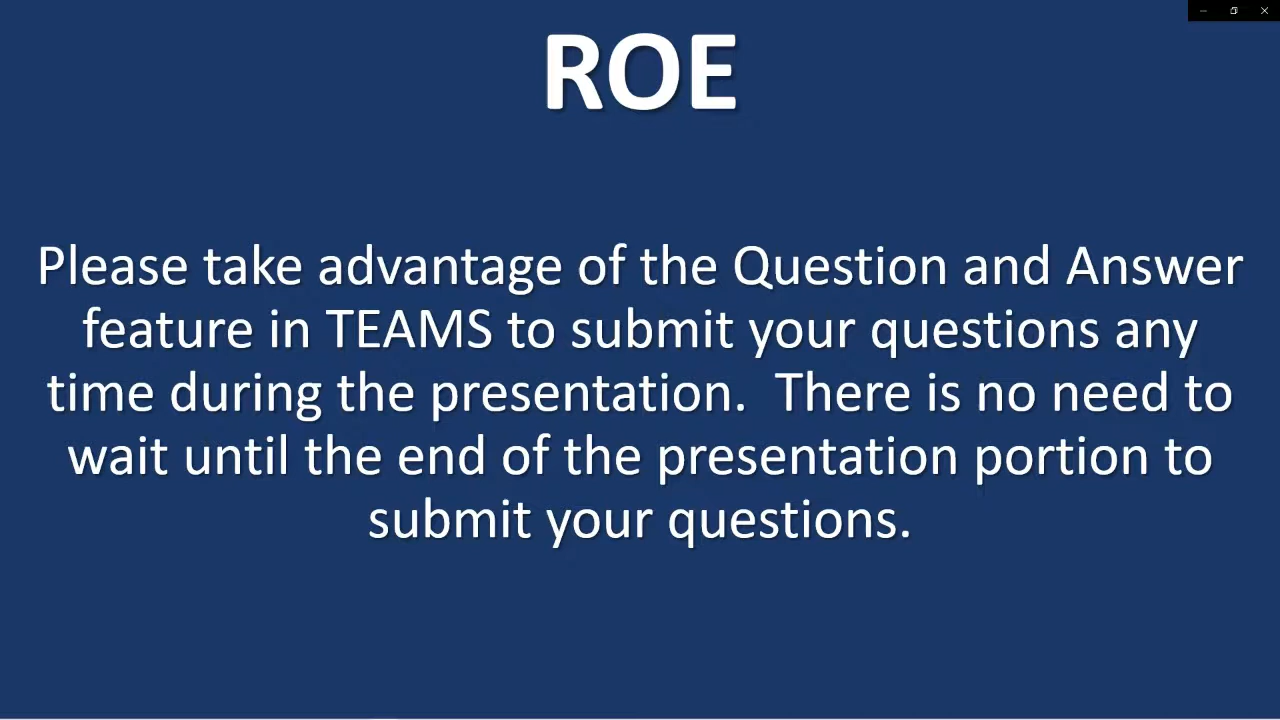 ROE
Please take advantage of the Question and Answer
feature in TEAMS to submit your questions any
time during the presentation.  There is no need to
wait until the end of the presentation portion to
submit your questions.